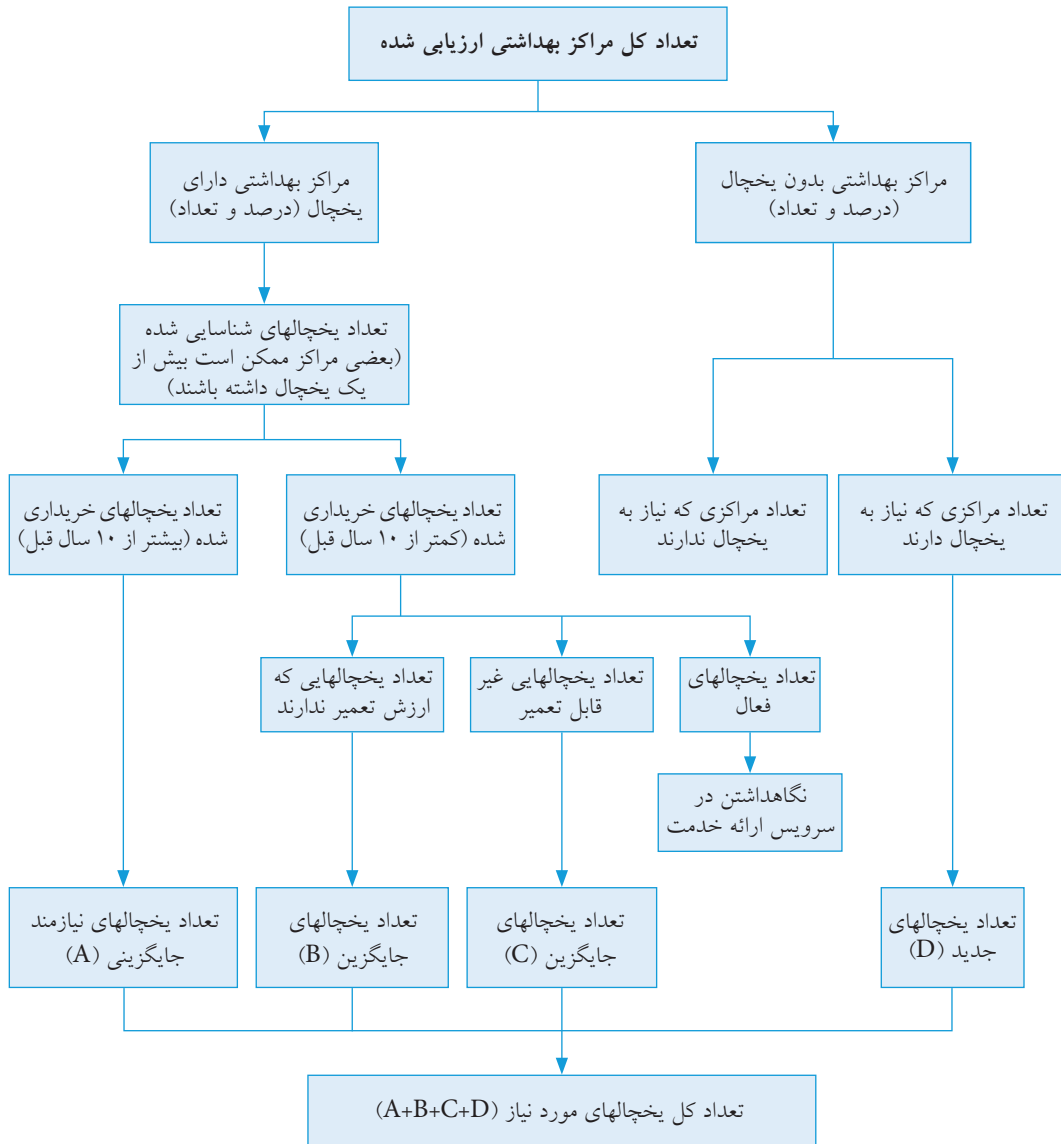 تعداد کل مراکز بهداشتی ارزیابی شده
مراکز بهداشتی بدون یخچال
(درصد و تعداد)
مراکز بهداشتی دارای
یخچال (درصد و تعداد)
تعداد یخچالهای شناسایی شده
(بعضی مراکز ممکن است بیش از
یک یخچال داشته باشند)
تعداد مراکزی که نیاز به
یخچال دارند
تعداد مراکزی که نیاز به
یخچال ندارند
تعداد یخچالهای خریداری
شده (کمتر از ۱۰ سال قبل)
تعداد یخچالهای خریداری
شده (بیشتر از ۱۰ سال قبل)
تعداد یخچالهای
فعال
تعداد یخچالهایی غیر
قابل تعمیر
تعداد یخچالهایی که
ارزش تعمیر ندارند
نگاهداشتن در
سرویس ارائه خدمت
تعداد یخچالهای
جدید (D)
تعداد یخچالهای
جایگزین (C)
تعداد یخچالهای
جایگزین (B)
تعداد یخچالهای نیازمند
جایگزینی (A)
تعداد کل یخچالهای مورد نیاز (A+B+C+D)